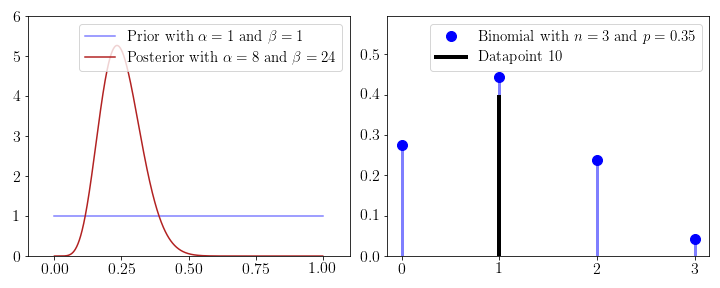 Prior with α = 1 and β = 1
Posterior with α = 8 and β = 24
6
5
4
3
2
1
0
0.00 0.25 0.50 0.75 1.00
Binomial with n = 3 and p = 0.35
Datapoint 10
0.5
0.4
0.3
0.2
0.1
0.0
0 1 2 3